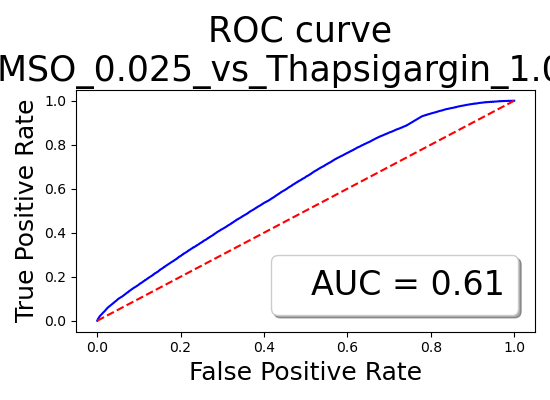 ROC curve
MSO_0.025_vs_Thapsigargin_1.0
True Positive Rate
1.0
0.8
0.6
0.4
0.2
0.0
AUC = 0.61
0.0 0.2 0.4 0.6 0.8 1.0
False Positive Rate